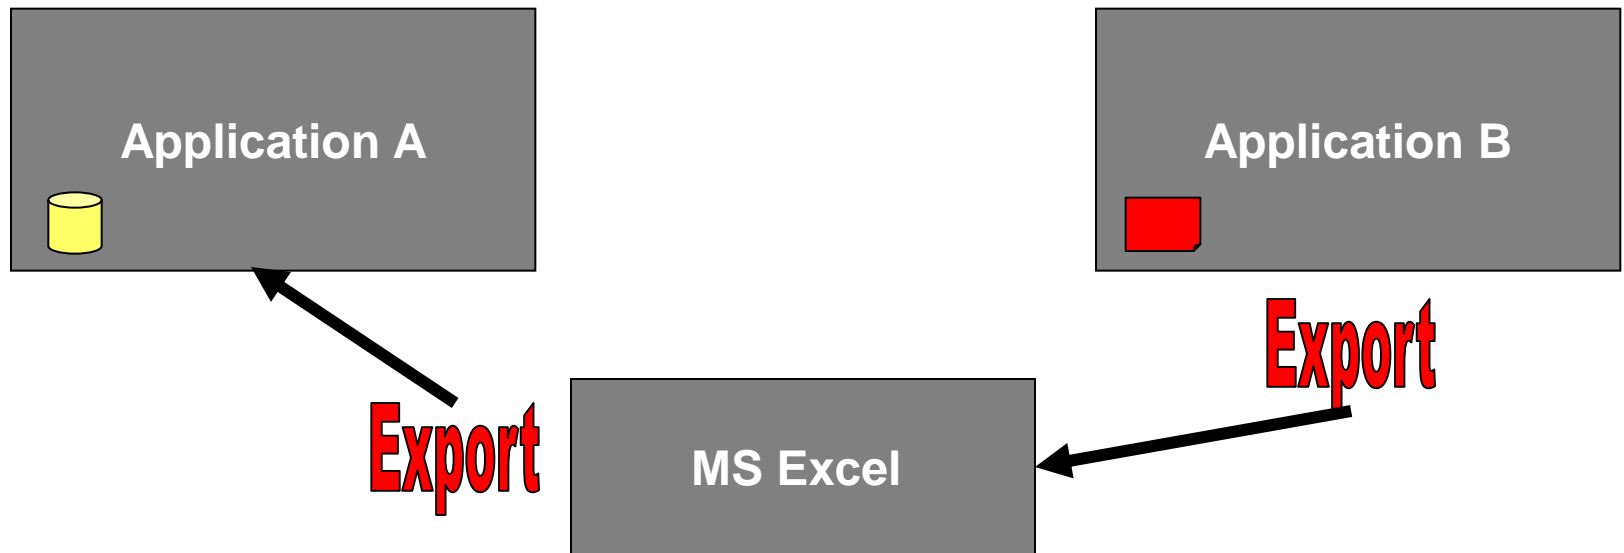 Application A
Application B
Export
Export
MS Excel